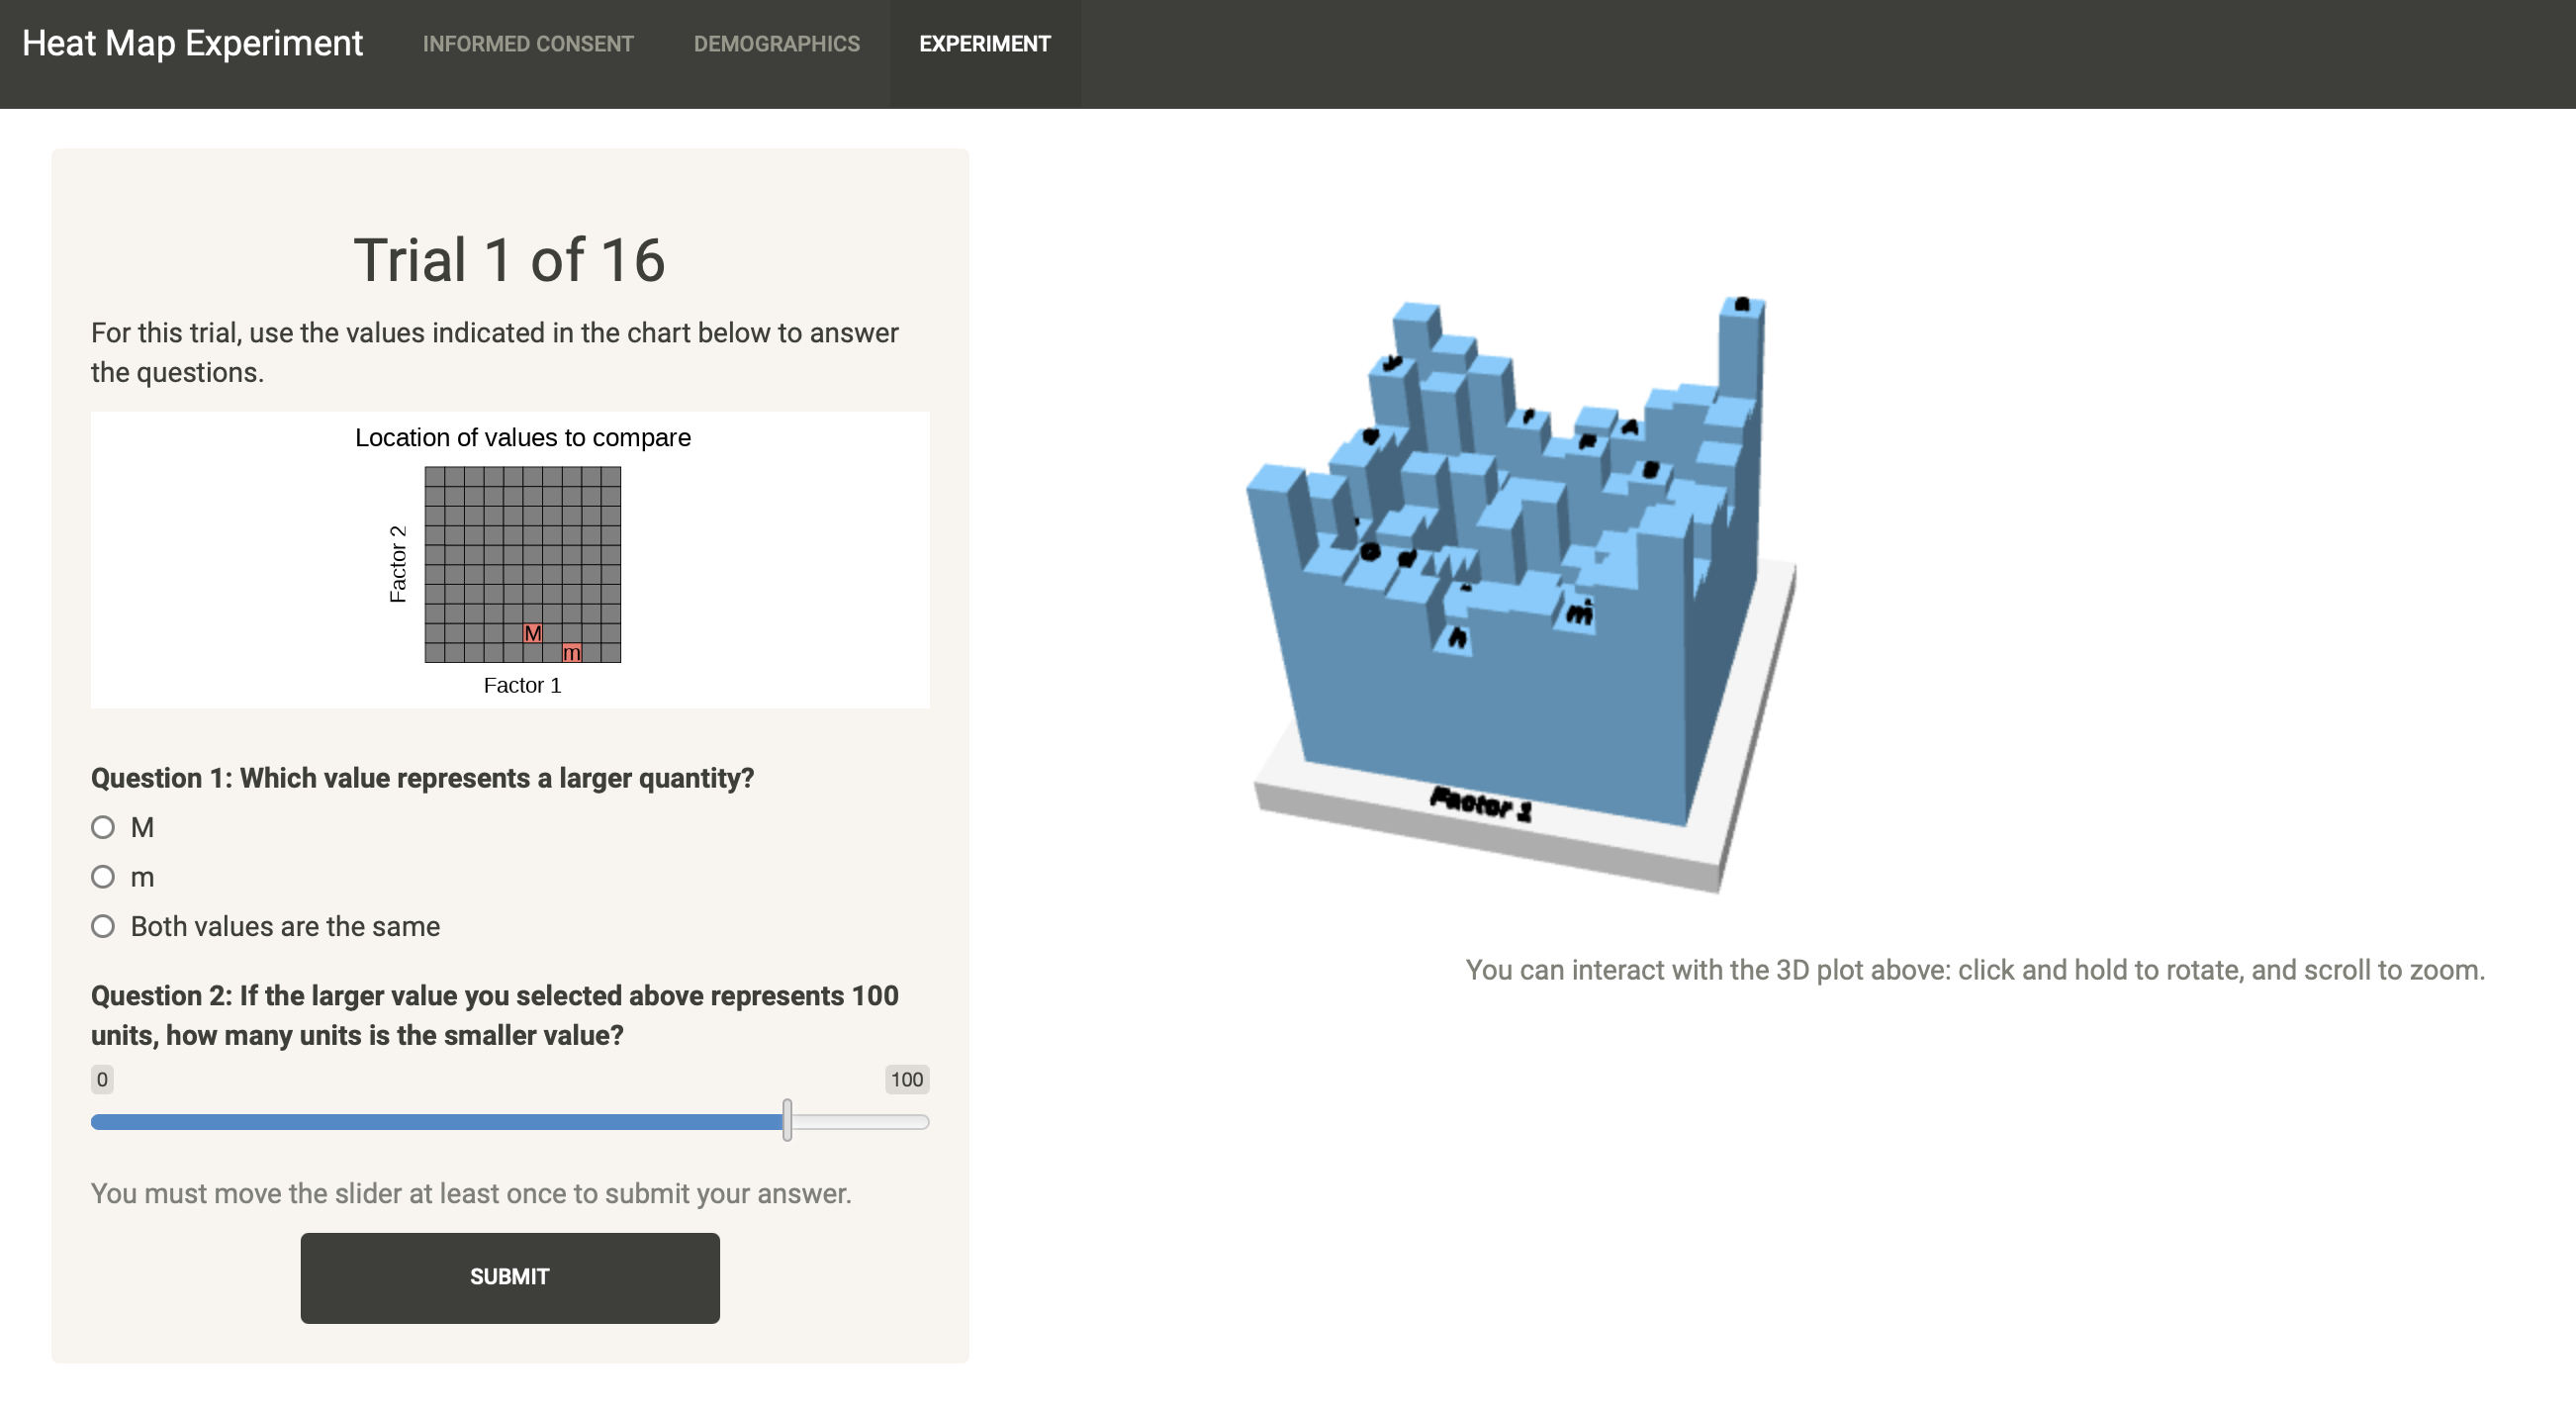 Heat Map Experiment
INFORMED CONSENT
DEMOGRAPHICS
EXPERIMENT
Trial 1 of 16
For this trial, use the values indicated in the chart below to answer
the questions.
Location of values to compare
Factor 2
M
m
Factor 1
Question 1: Which value represents a larger quantity?
M
m
Both values are the same
Question 2: If the larger value you selected above represents 100
units, how many units is the smaller value?
0
100
You must move the slider at least once to submit your answer.
SUBMIT
m
n
Factor 1
You can interact with the 3D plot above: click and hold to rotate, and scroll to zoom.